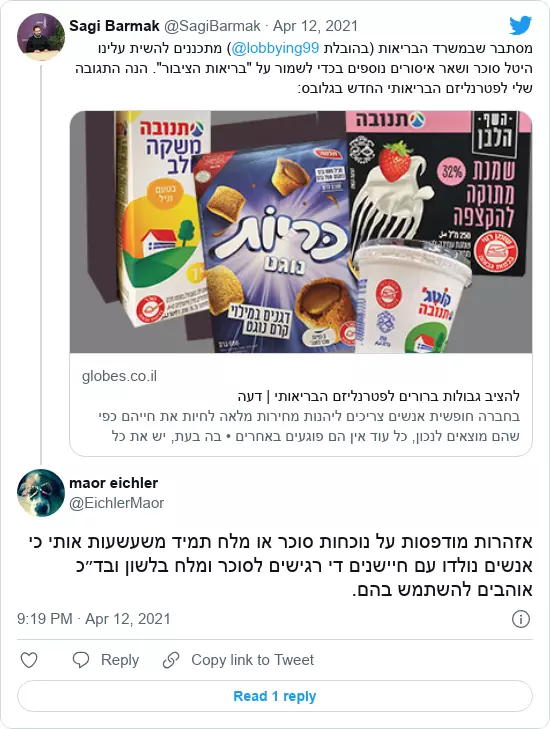 Sagi Barmak @SagiBarmak · Apr 12, 2021
מסתבר שבמשרד הבריאות (בהובלת @lobbying99) מתכננים להשית עלינו
היטל סוכר ושאר איסורים נוספים בכדי לשמור על "בריאות הציבור". הנה התגובה
שלי לפטרנליזם הבריאותי החדש בגלובס:
תנובה
משקה
חלב
בטעם
וניל
תלמה
כריות
נוגט
דגנים במילוי
קרם נוגט
השף
הלבן
תנובה
32%
שמנת
מתוקה
להקצפה
250 מ"ל
קוטג'
תנובה
globes.co.il
להציב גבולות ברורים לפטרנליזם הבריאותי | דעה
בחברה חופשית אנשים צריכים ליהנות מחירות מלאה לחיות את חייהם כפי
שהם מוצאים לנכון, כל עוד אין הם פוגעים באחרים • בה בעת, יש את כל
maor eichler
@EichlerMaor
אזהרות מודפסות על נוכחות סוכר או מלח תמיד משעשעות אותי כי
אנשים נולדו עם חיישנים די רגישים לסוכר ומלח בלשון ובד״כ
אוהבים להשתמש בהם.
9:19 PM · Apr 12, 2021
Reply
Copy link to Tweet
Read 1 reply